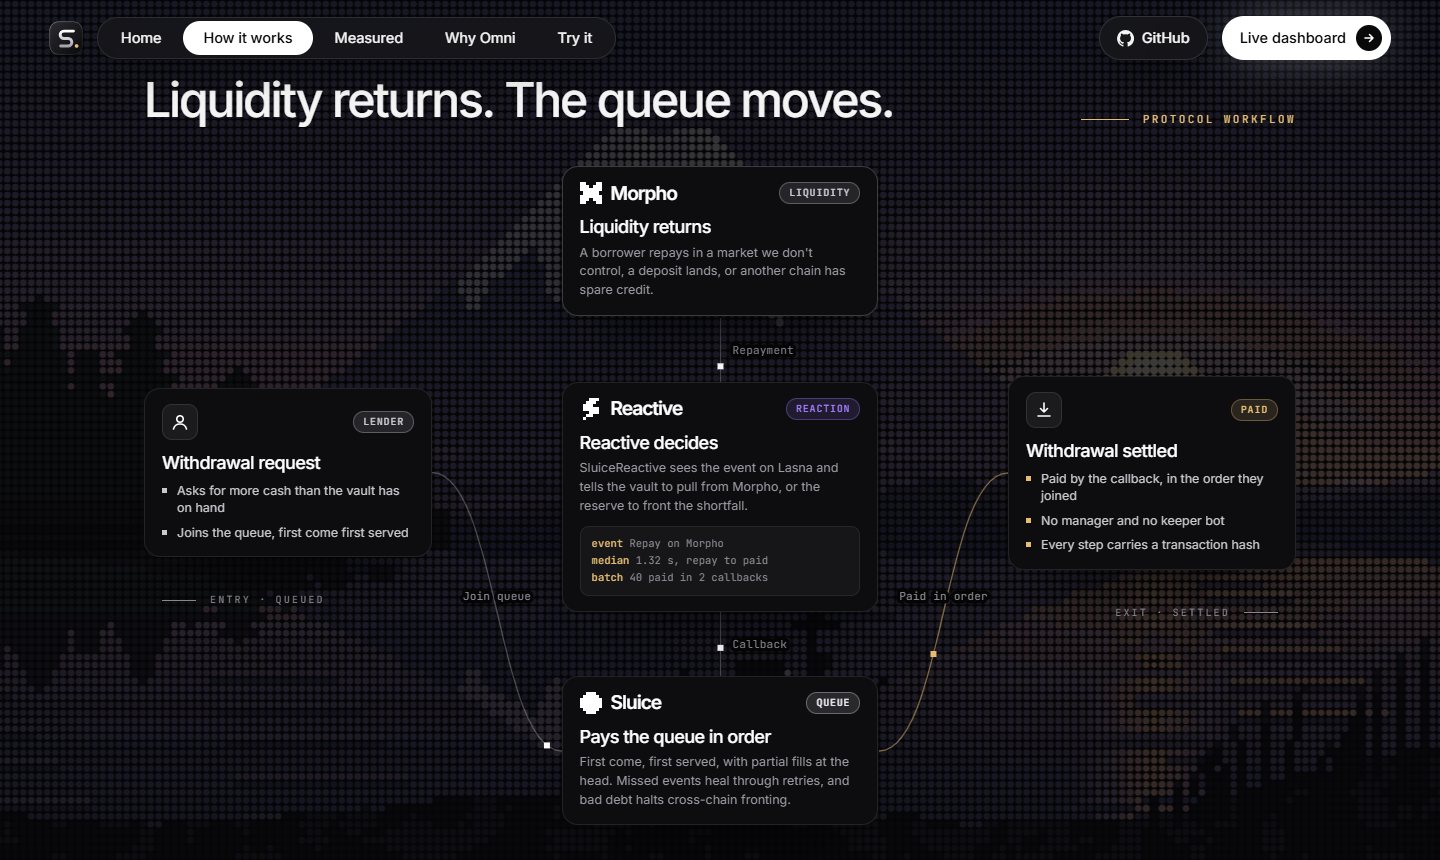 S.
Home
How it works
Measured
Why Omni
Try it
GitHub
Live dashboard
Liquidity returns. The queue moves.
PROTOCOL WORKFLOW
Morpho
LIQUIDITY
Liquidity returns
A borrower repays in a market we don't
control, a deposit lands, or another chain has
spare credit.
Repayment
LENDER
Withdrawal request
Asks for more cash than the vault has
on hand
Joins the queue, first come first served
ENTRY · QUEUED
Join queue
Reactive
REACTION
Reactive decides
SluiceReactive sees the event on Lasna and
tells the vault to pull from Morpho, or the
reserve to front the shortfall.
event Repay on Morpho
median 1.32 s, repay to paid
batch 40 paid in 2 callbacks
PAID
Withdrawal settled
Paid by the callback, in the order they
joined
No manager and no keeper bot
Every step carries a transaction hash
Paid in order
EXIT · SETTLED
Callback
Sluice
QUEUE
Pays the queue in order
First come, first served, with partial fills at the
head. Missed events heal through retries, and
bad debt halts cross-chain fronting.